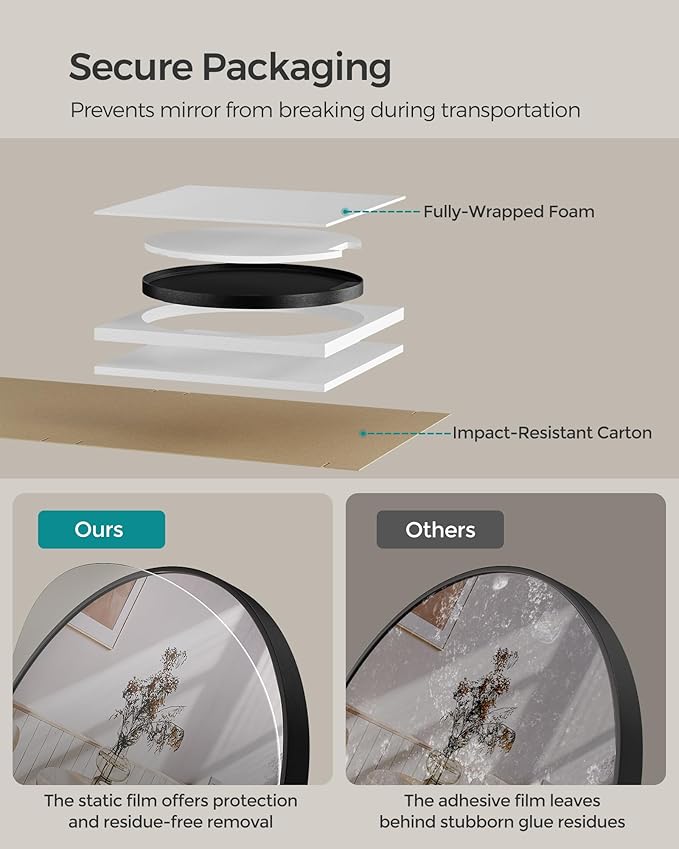 Secure Packaging
Prevents mirror from breaking during transportation
Fully-Wrapped Foam
Impact-Resistant Carton
Ours
Others
The static film offers protection
and residue-free removal
The adhesive film leaves
behind stubborn glue residues